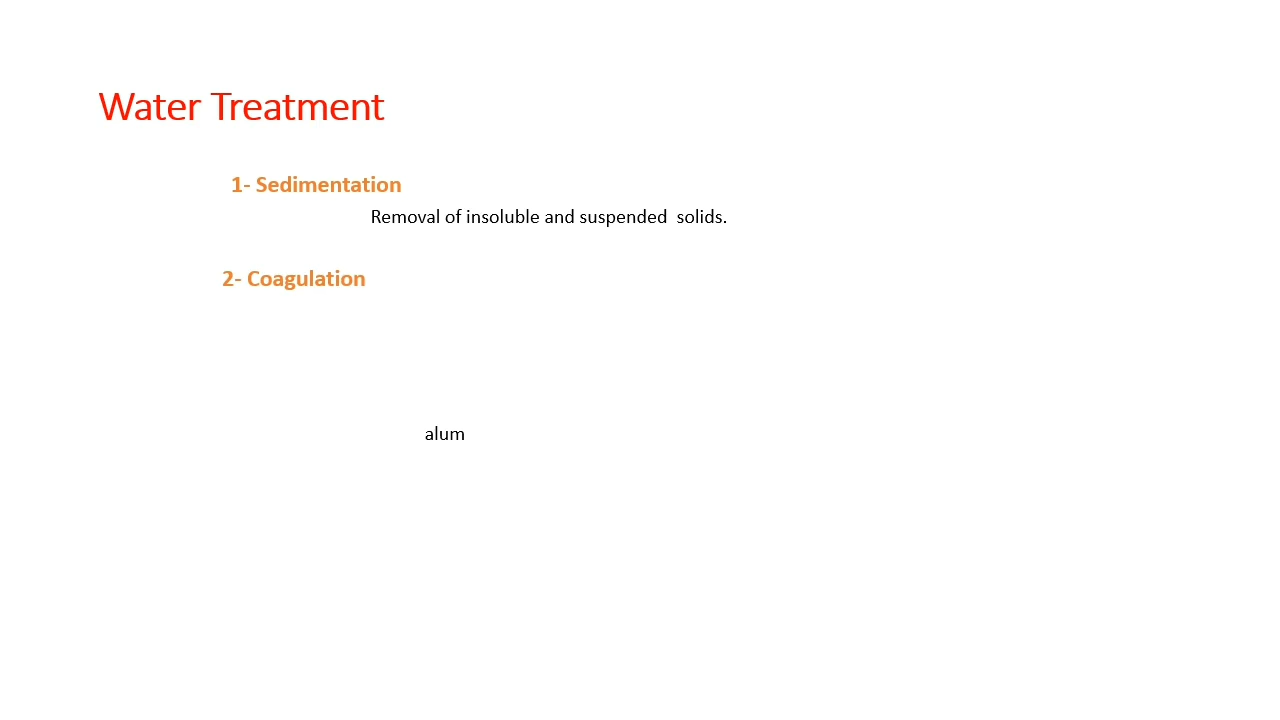 Water Treatment
1- Sedimentation
Removal of insoluble and suspended  solids.
2- Coagulation
alum